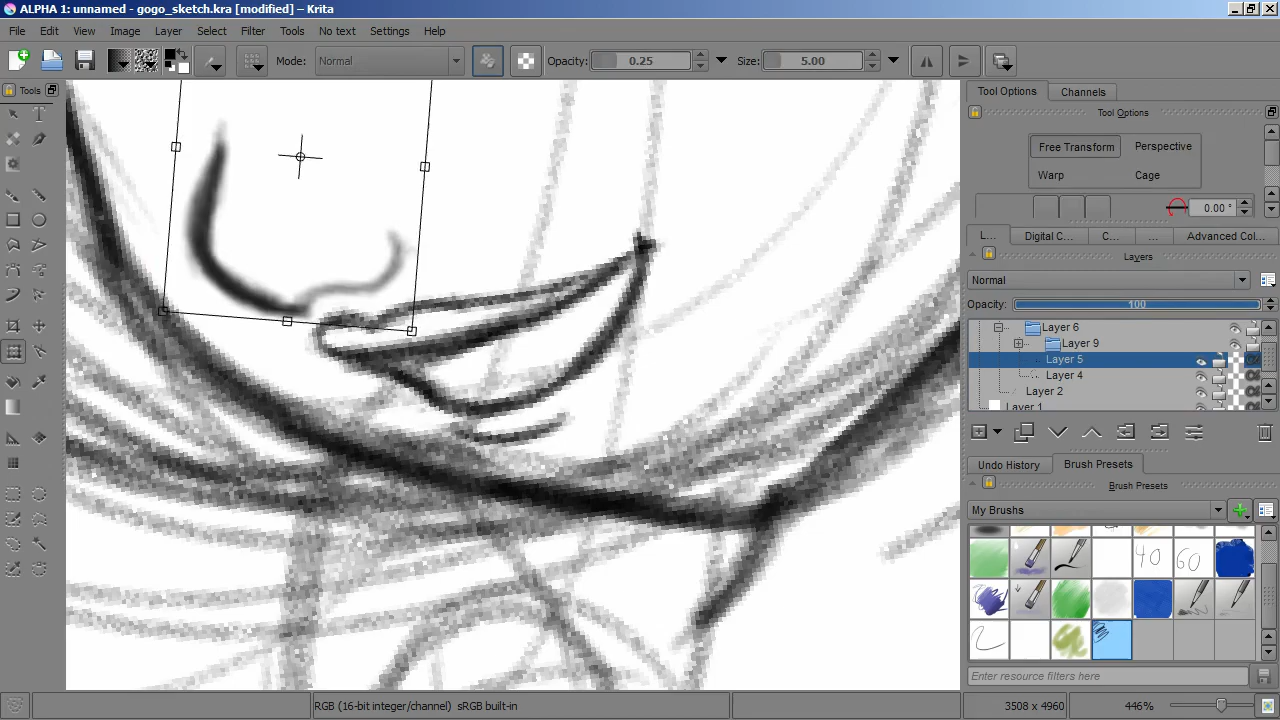 ALPHA 1: unnamed - gogo_sketch.kra [modified] – Krita
File Edit View Image Layer Select Filter Tools No text Settings Help
Mode: Normal Opacity: 0.25 Size: 5.00
Tools
Tool Options Channels
Tool Options
Free Transform Perspective
Warp Cage
0.00 °
L... Digital C... C... ... Advanced Col...
Layers
Normal
Opacity: 100
Layer 6
Layer 9
Layer 5
Layer 4
Layer 2
Layer 1
Undo History Brush Presets
Brush Presets
My Brushes
40 60
Enter resource filters here
RGB (16-bit integer/channel) sRGB built-in 3508 x 4960 446%